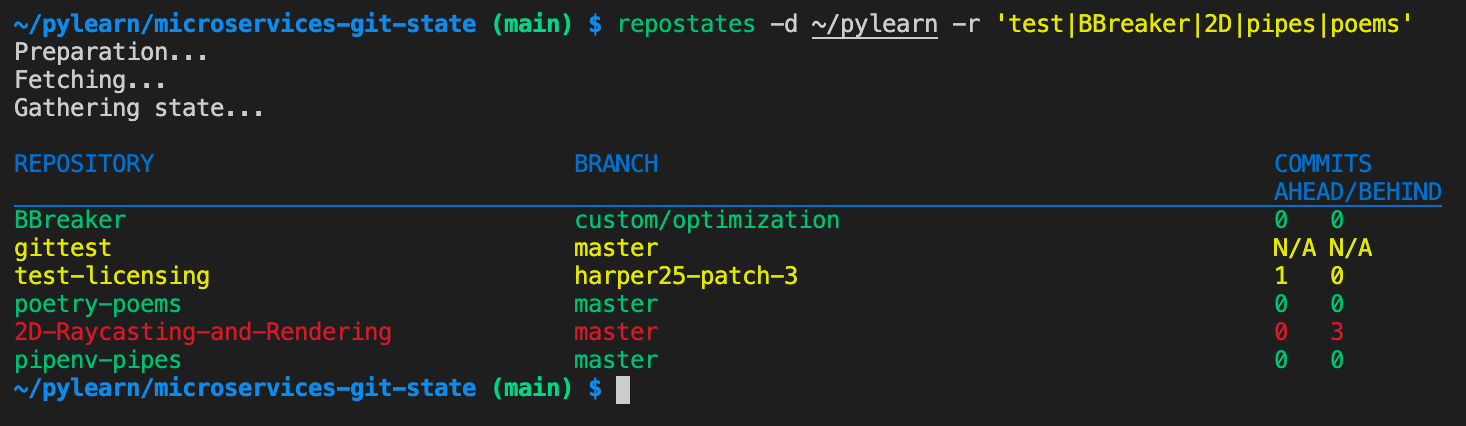 ~/pylearn/microservices-git-state (main) $ repostates -d ~/pylearn -r 'test|BBreaker|2D|pipes|poems'
Preparation...
Fetching...
Gathering state...
REPOSITORY BRANCH COMMITS
AHEAD/BEHIND
BBreaker custom/optimization 0 0
gittest master N/A N/A
test-licensing harper25-patch-3 1 0
poetry-poems master 0 0
2D-Raycasting-and-Rendering master 0 3
pipenv-pipes master 0 0
~/pylearn/microservices-git-state (main) $